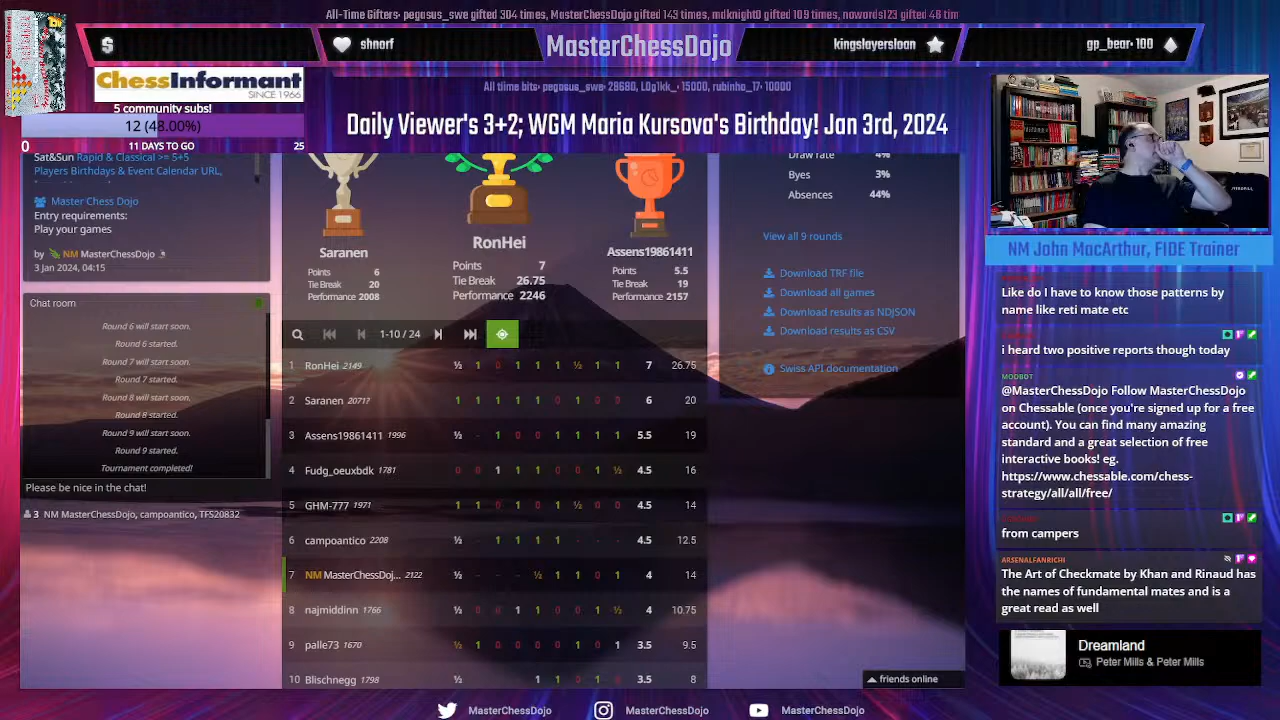 All-Time Gifters: pegasus_swe gifted 304 times, MasterChessDojo gifted 143 times, mdknight0 gifted 109 times, nowards123 gifted 46 tim
$
shnorf
MasterChessDojo
kingslayersloan
gp_bear: 100
ChessInformant
SINCE 1966
All time bits: pegasus_swe: 28680, L0g1kk_: 15000, rubinho_17: 10000
5 community subs!
12 (48.00%)
0
11 DAYS TO GO
25
Daily Viewer's 3+2; WGM Maria Kursova's Birthday! Jan 3rd, 2024
Sat&Sun Rapid & Classical >= 5+5
Players Birthdays & Event Calendar URL,
Master Chess Dojo
Entry requirements:
Play your games
by NM MasterChessDojo
3 Jan 2024, 04:15
Chat room
Round 6 will start soon.
Round 6 started.
Round 7 will start soon.
Round 7 started.
Round 8 will start soon.
Round 8 started.
Round 9 will start soon.
Round 9 started.
Tournament completed!
Please be nice in the chat!
3 NM MasterChessDojo, campoantico, TFS20832
Saranen
Points 6
Tie Break 20
Performance 2008
RonHei
Points 7
Tie Break 26.75
Performance 2246
Assens19861411
Points 5.5
Tie Break 19
Performance 2157
1-10 / 24
1 RonHei 2149 ½ 1 0 1 1 1 ½ 1 1 7 26.75
2 Saranen 2071? 1 1 1 1 1 0 1 0 0 6 20
3 Assens19861411 1996 ½ - 1 0 0 1 1 1 1 5.5 19
4 Fudg_oeuxbdk 1781 0 0 1 1 1 0 0 1 ½ 4.5 16
5 GHM-777 1971 1 1 0 1 0 1 ½ 0 0 4.5 14
6 campoantico 2208 ½ - 1 1 1 1 - - - 4.5 12.5
7 NM MasterChessDoj... 2122 ½ - - - ½ 1 1 0 1 4 14
8 najmiddinn 1766 ½ 0 0 1 1 0 0 1 ½ 4 10.75
9 palle73 1670 ½ 1 0 0 0 1 0 1 3.5 9.5
10 Blischnegg 1798 ½ 1 1 0 1 0 3.5 8
Draw rate 4%
Byes 3%
Absences 44%
View all 9 rounds
Download TRF file
Download all games
Download results as NDJSON
Download results as CSV
Swiss API documentation
friends online
NM John MacArthur, FIDE Trainer
Like do I have to know those patterns by
name like reti mate etc
i heard two positive reports though today
MODBOT
@MasterChessDojo Follow MasterChessDojo
on Chessable (once you're signed up for a free
account). You can find many amazing
standard and a great selection of free
interactive books! eg.
https://www.chessable.com/chess-
strategy/all/all/free/
from campers
ARSENALFANRICHI
The Art of Checkmate by Khan and Rinaud has
the names of fundamental mates and is a
great read as well
Dreamland
Peter Mills & Peter Mills
MasterChessDojo
MasterChessDojo
MasterChessDojo